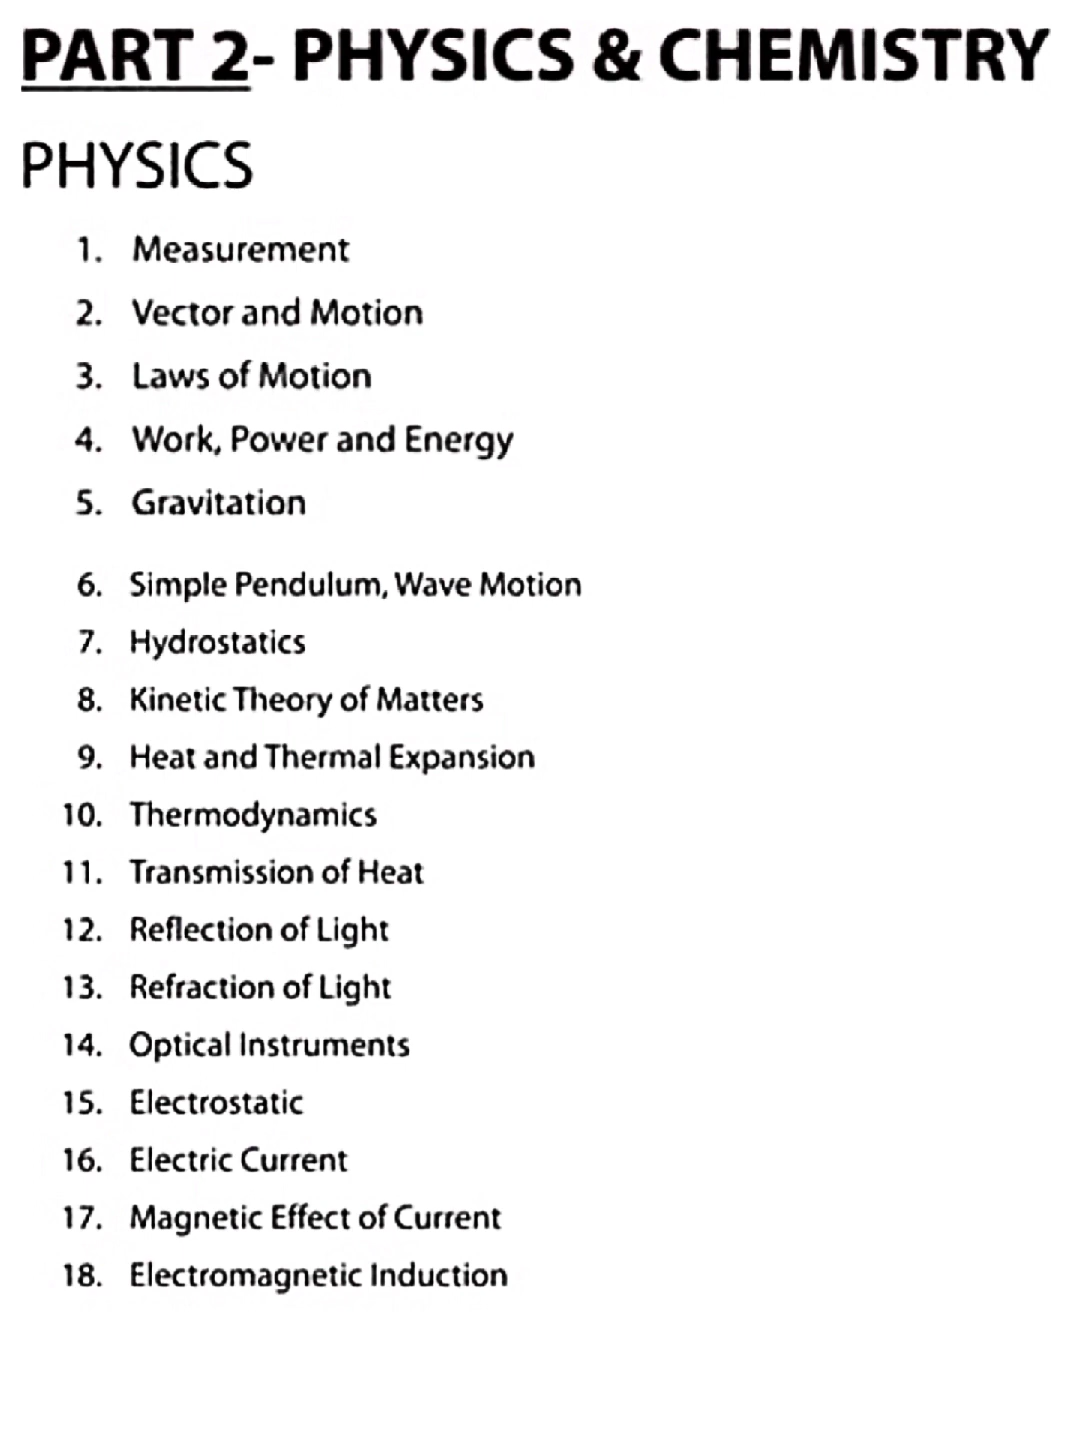 PART 2- PHYSICS & CHEMISTRY
PHYSICS
1. Measurement
2. Vector and Motion
3. Laws of Motion
4. Work, Power and Energy
5. Gravitation
6. Simple Pendulum, Wave Motion
7. Hydrostatics
8. Kinetic Theory of Matters
9. Heat and Thermal Expansion
10. Thermodynamics
11. Transmission of Heat
12. Reflection of Light
13. Refraction of Light
14. Optical Instruments
15. Electrostatic
16. Electric Current
17. Magnetic Effect of Current
18. Electromagnetic Induction